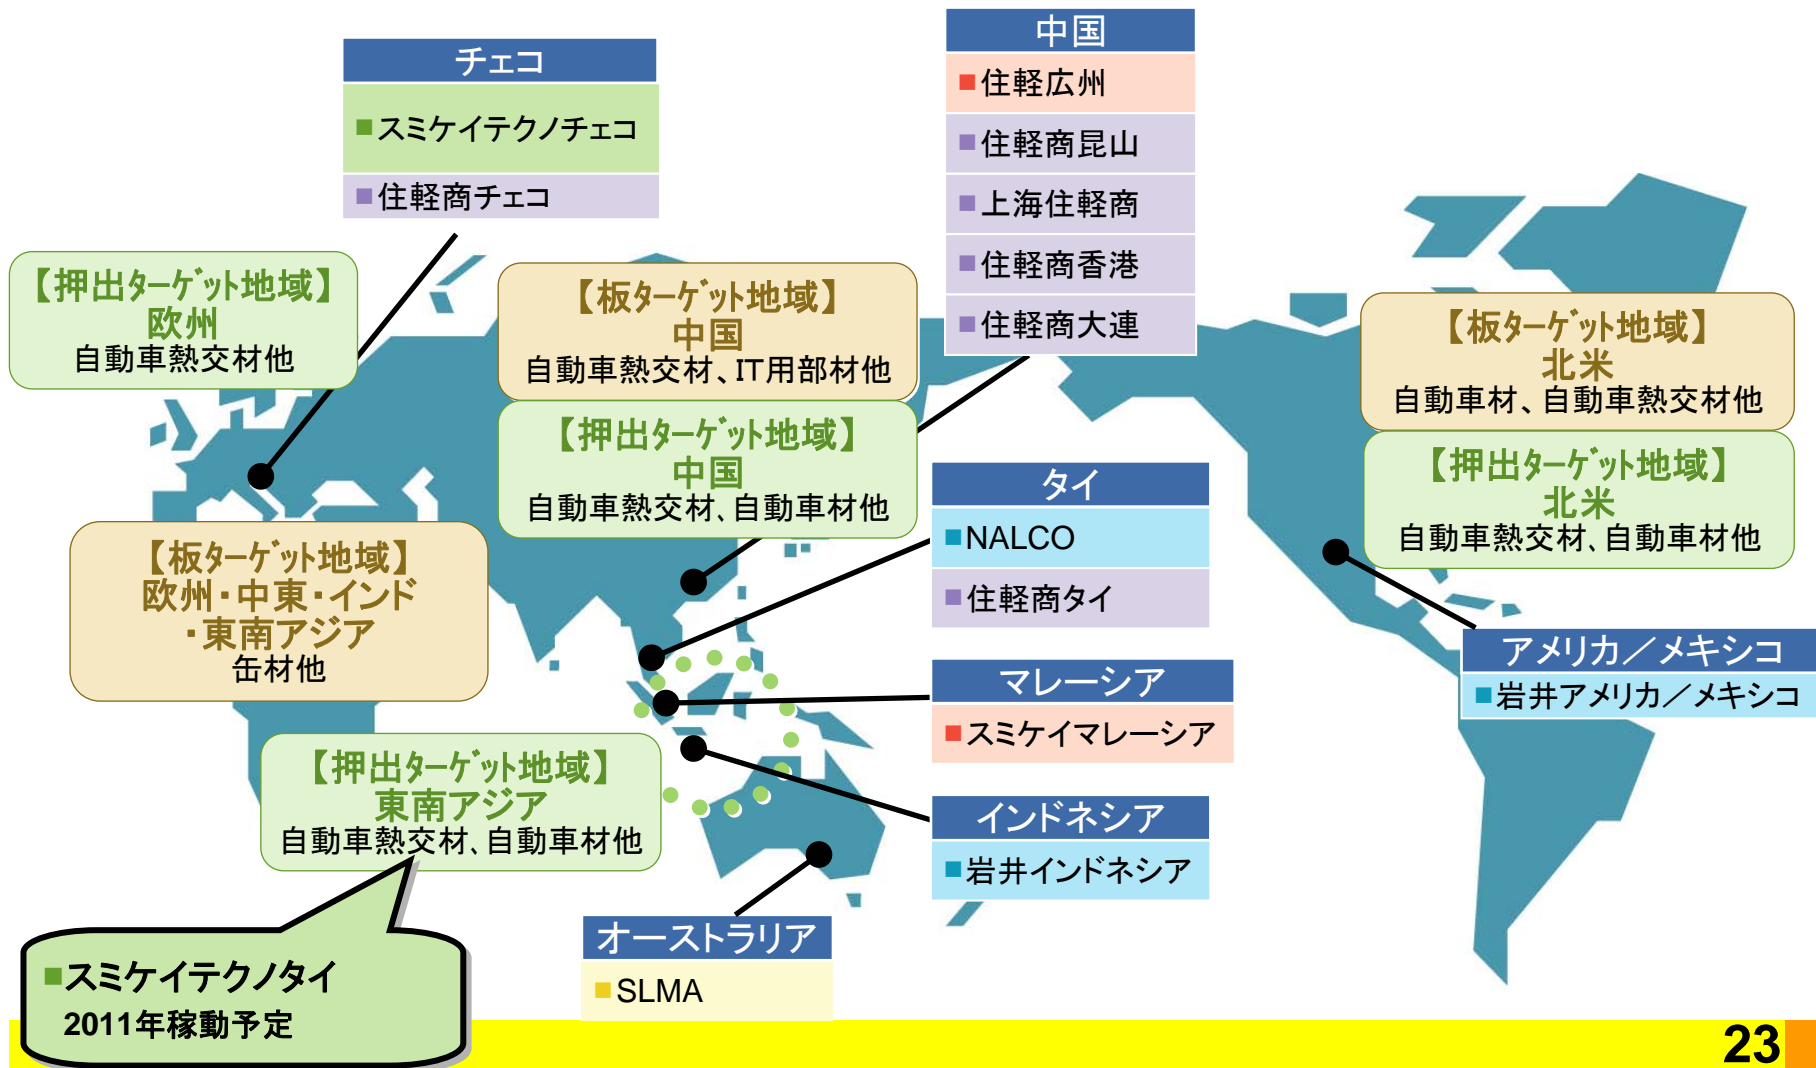 チェコ
■スミケイテクノチェコ
■住軽商チェコ
中国
■住軽広州
■住軽商昆山
■上海住軽商
■住軽商香港
■住軽商大連
【押出ﾀｰｹﾞｯﾄ地域】
欧州
自動車熱交材他
【板ﾀｰｹﾞｯﾄ地域】
中国
自動車熱交材、IT用部材他
【押出ﾀｰｹﾞｯﾄ地域】
中国
自動車熱交材、自動車材他
【板ﾀｰｹﾞｯﾄ地域】
北米
自動車材、自動車熱交材他
【押出ﾀｰｹﾞｯﾄ地域】
北米
自動車熱交材、自動車材他
【板ﾀｰｹﾞｯﾄ地域】
欧州・中東・インド
・東南アジア
缶材他
タイ
■NALCO
■住軽商タイ
マレーシア
■スミケイマレーシア
アメリカ／メキシコ
■岩井アメリカ／メキシコ
【押出ﾀｰｹﾞｯﾄ地域】
東南アジア
自動車熱交材、自動車材他
インドネシア
■岩井インドネシア
オーストラリア
■SLMA
■スミケイテクノタイ
2011年稼動予定
23